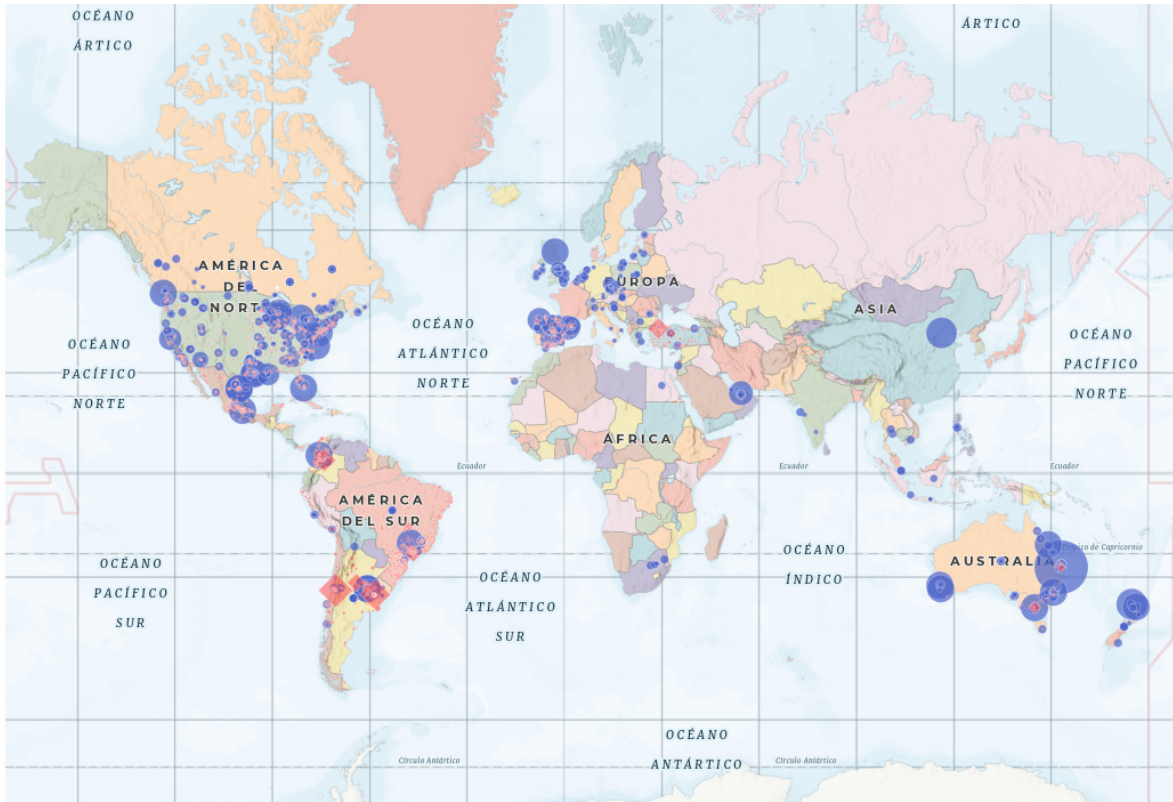 OCÉANO
ÁRTICO
ÁRTICO
AMÉRICA
DEL
NORT
EUROPA
ASIA
OCÉANO
PACÍFICO
NORTE
OCÉANO
ATLÁNTICO
NORTE
OCÉANO
PACÍFICO
NORTE
ÁFRICA
Ecuador
Ecuador
Ecuador
AMÉRICA
DEL SUR
AUSTRALIA
Trópico de Capricornio
OCÉANO
PACÍFICO
SUR
OCÉANO
ATLÁNTICO
SUR
OCÉANO
ÍNDICO
OCÉANO
ANTÁRTICO
Círculo Antártico
Círculo Antártico